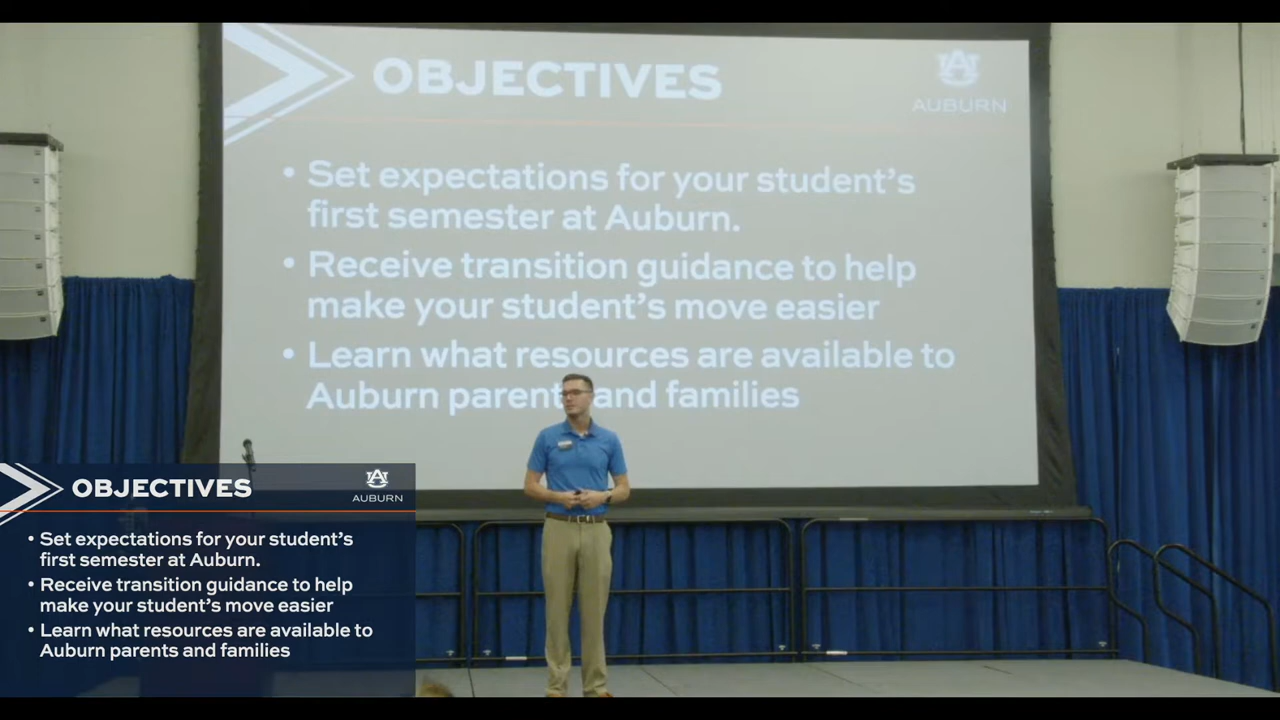 OBJECTIVES
AUBURN
• Set expectations for your student's
first semester at Auburn.
• Receive transition guidance to help
make your student's move easier
• Learn what resources are available to
Auburn parent and families
OBJECTIVES
AUBURN
• Set expectations for your student's
first semester at Auburn.
• Receive transition guidance to help
make your student's move easier
• Learn what resources are available to
Auburn parents and families